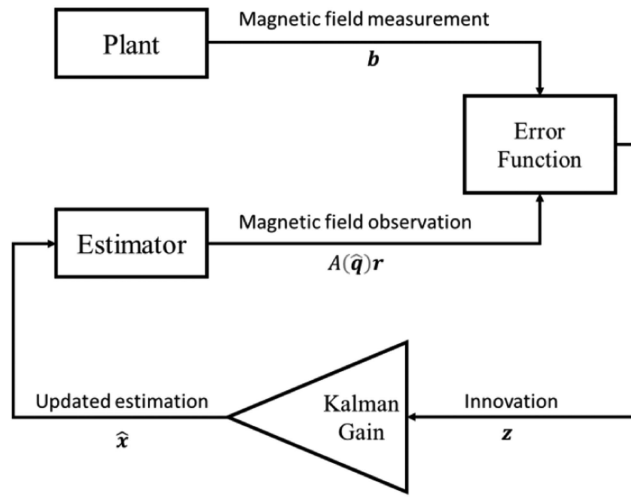 Plant
Magnetic field measurement
b
Error
Function
Estimator
Magnetic field observation
A(q̂)r
Updated estimation
x̂
Kalman
Gain
Innovation
z